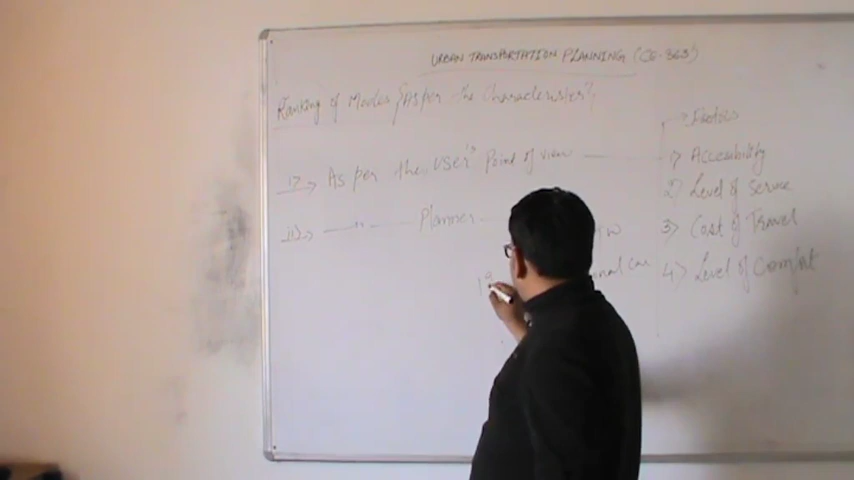 URBAN TRANSPORTATION PLANNING (CE-363)
Ranking of Modes {As per the Characterister}
Factors
i) As per the user's Point of view
1) Accessibility
2) Level of Service
ii) — " — Planner
3) Cost of Travel
4) Level of Comfort